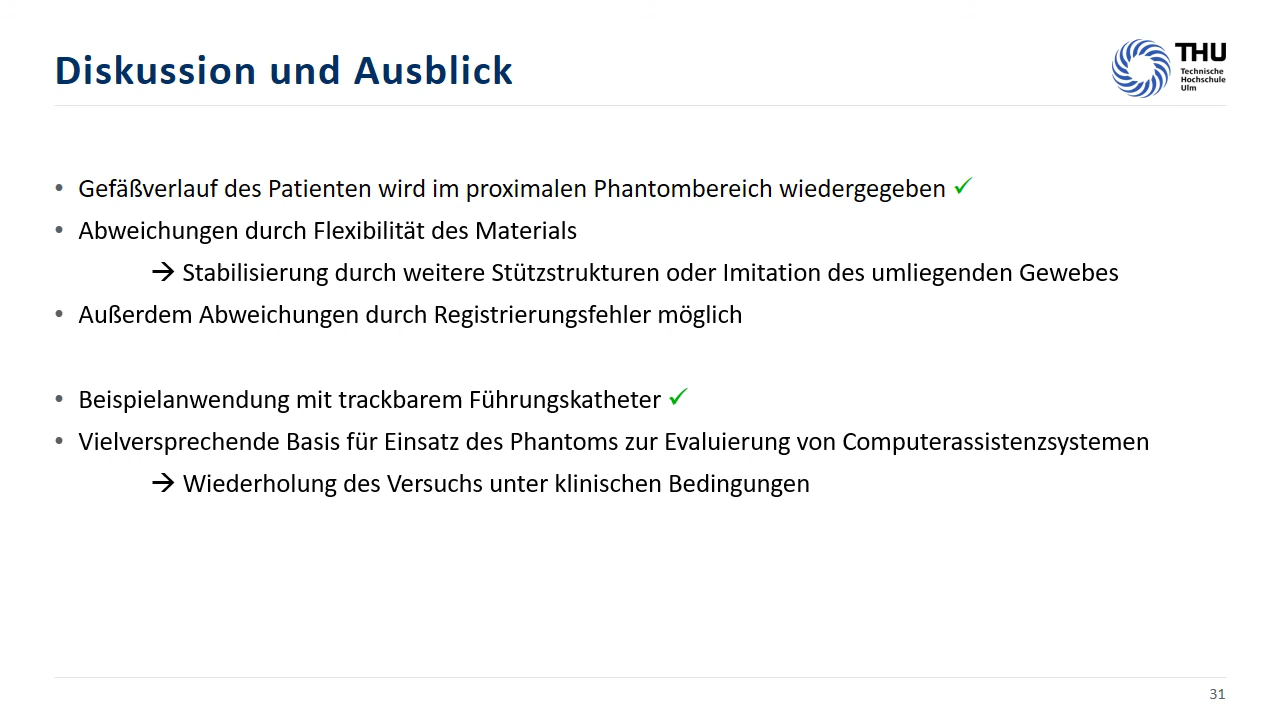 Diskussion und Ausblick
THU
Technische
Hochschule
Ulm
• Gefäßverlauf des Patienten wird im proximalen Phantombereich wiedergegeben ✓
• Abweichungen durch Flexibilität des Materials
→ Stabilisierung durch weitere Stützstrukturen oder Imitation des umliegenden Gewebes
• Außerdem Abweichungen durch Registrierungsfehler möglich
• Beispielanwendung mit trackbarem Führungskatheter ✓
• Vielversprechende Basis für Einsatz des Phantoms zur Evaluierung von Computerassistenzsystemen
→ Wiederholung des Versuchs unter klinischen Bedingungen
31